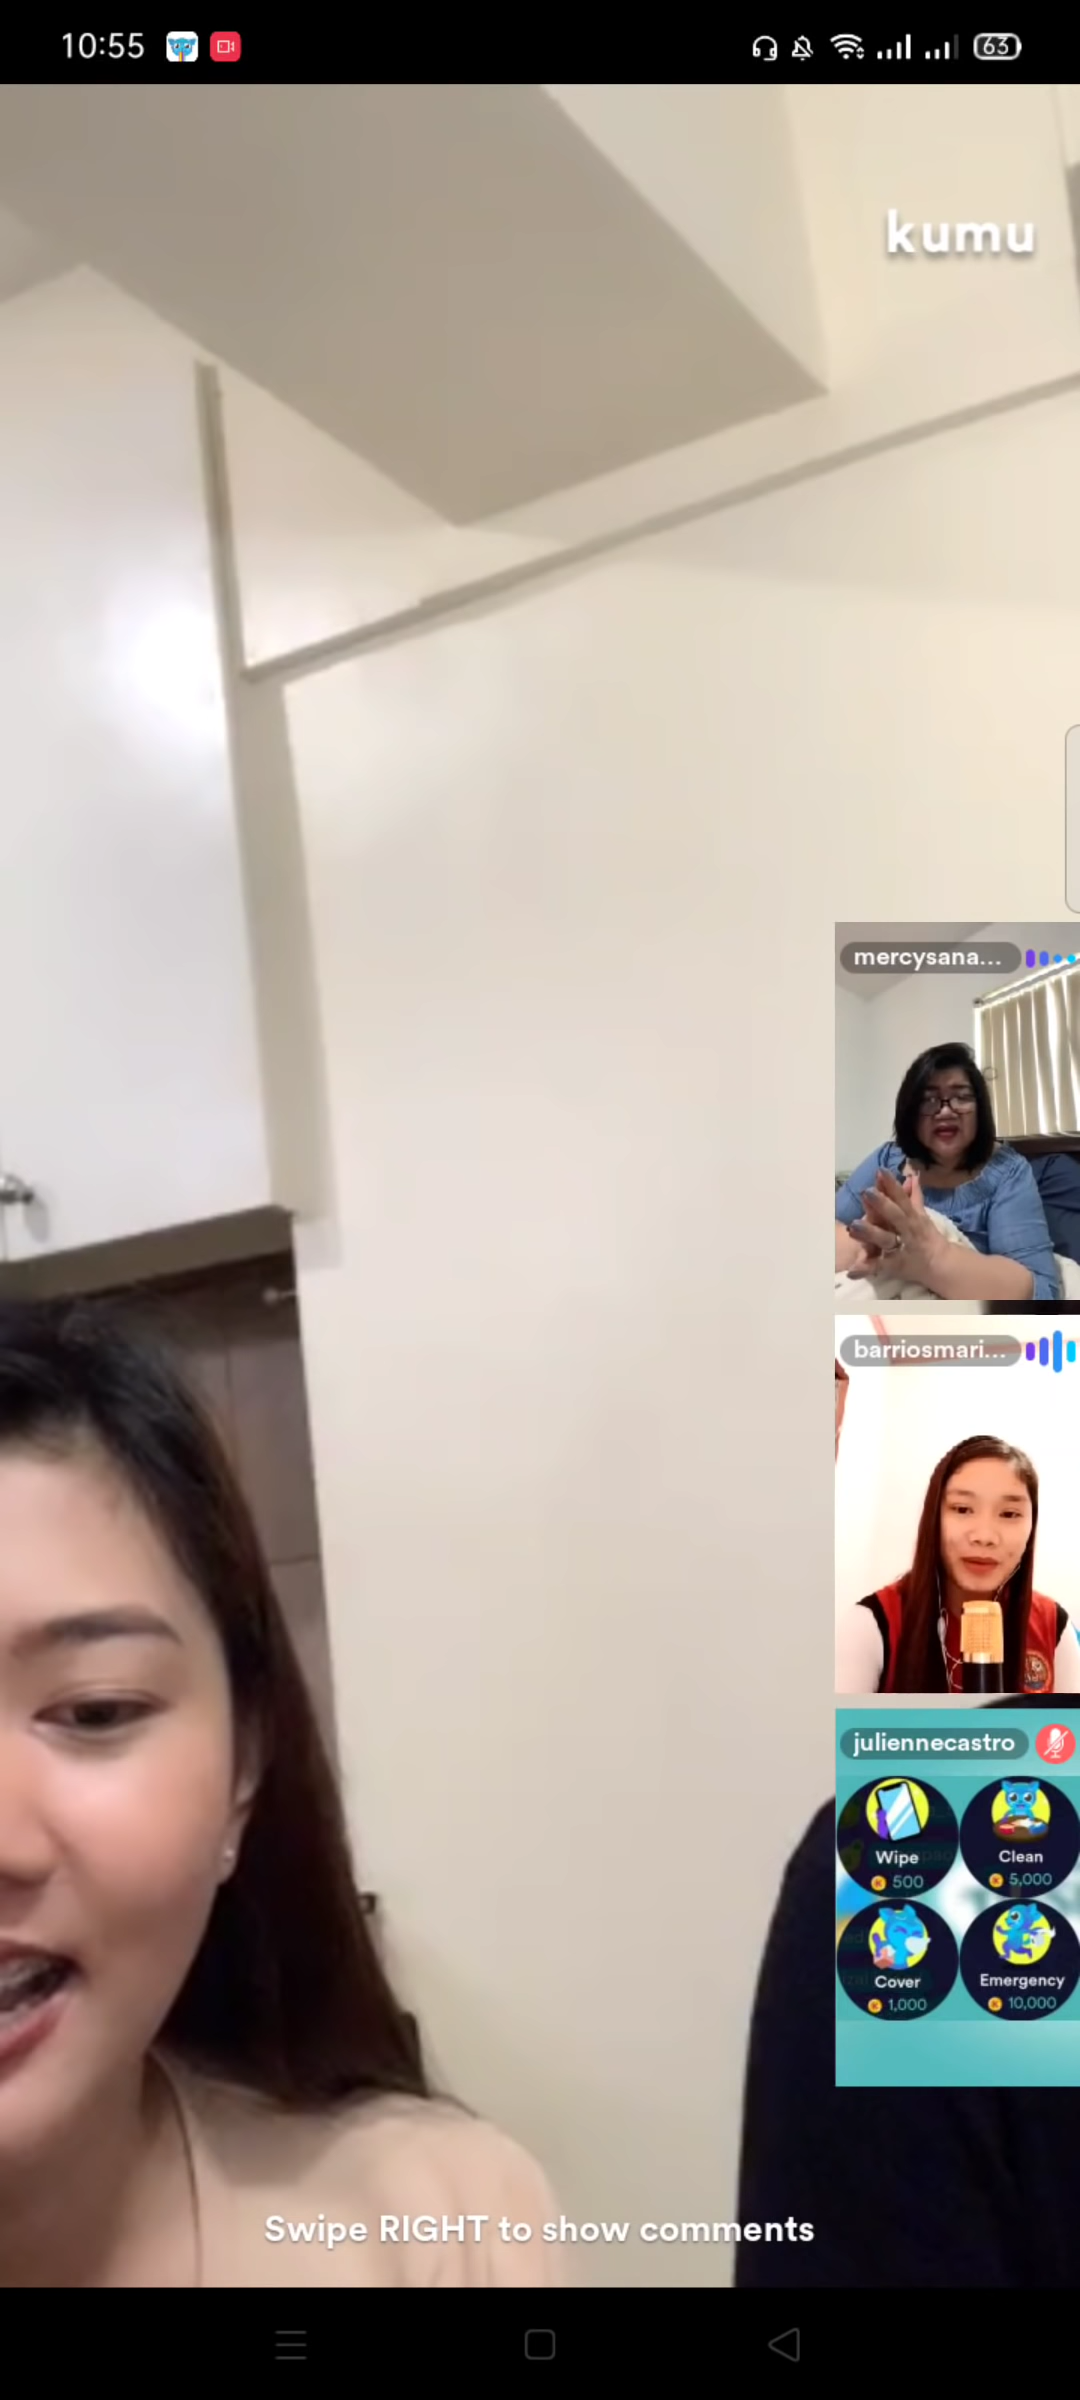 10:55
63
kumu
mercysana...
barriosmari...
juliennecastro
Wipe
500
Clean
5,000
Cover
1,000
Emergency
10,000
Swipe RIGHT to show comments